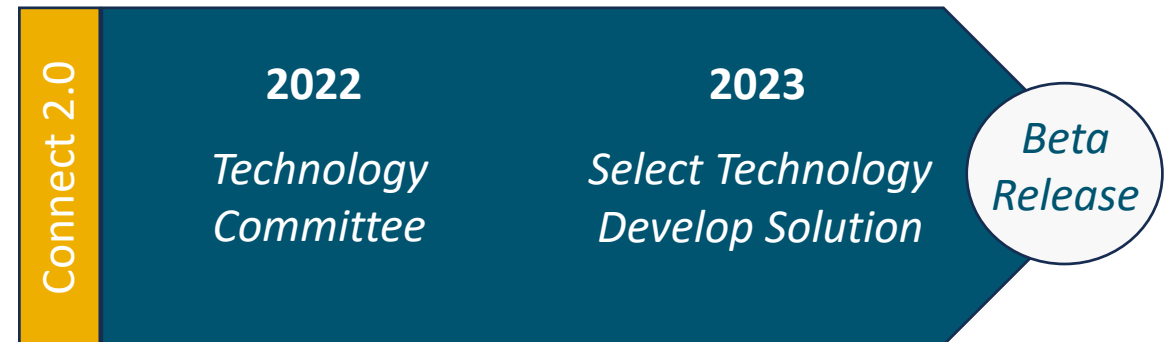 Connect 2.0
2022
Technology
Committee
2023
Select Technology
Develop Solution
Beta
Release